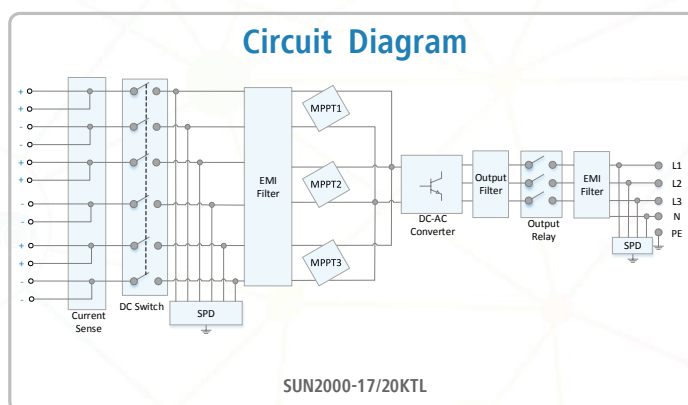 Circuit Diagram
+
+
-
-
+
+
-
-
+
+
-
-
Current
Sense
DC Switch
SPD
EMI
Filter
MPPT1
MPPT2
MPPT3
DC-AC
Converter
Output
Filter
Output
Relay
EMI
Filter
SPD
L1
L2
L3
N
PE
SUN2000-17/20KTL